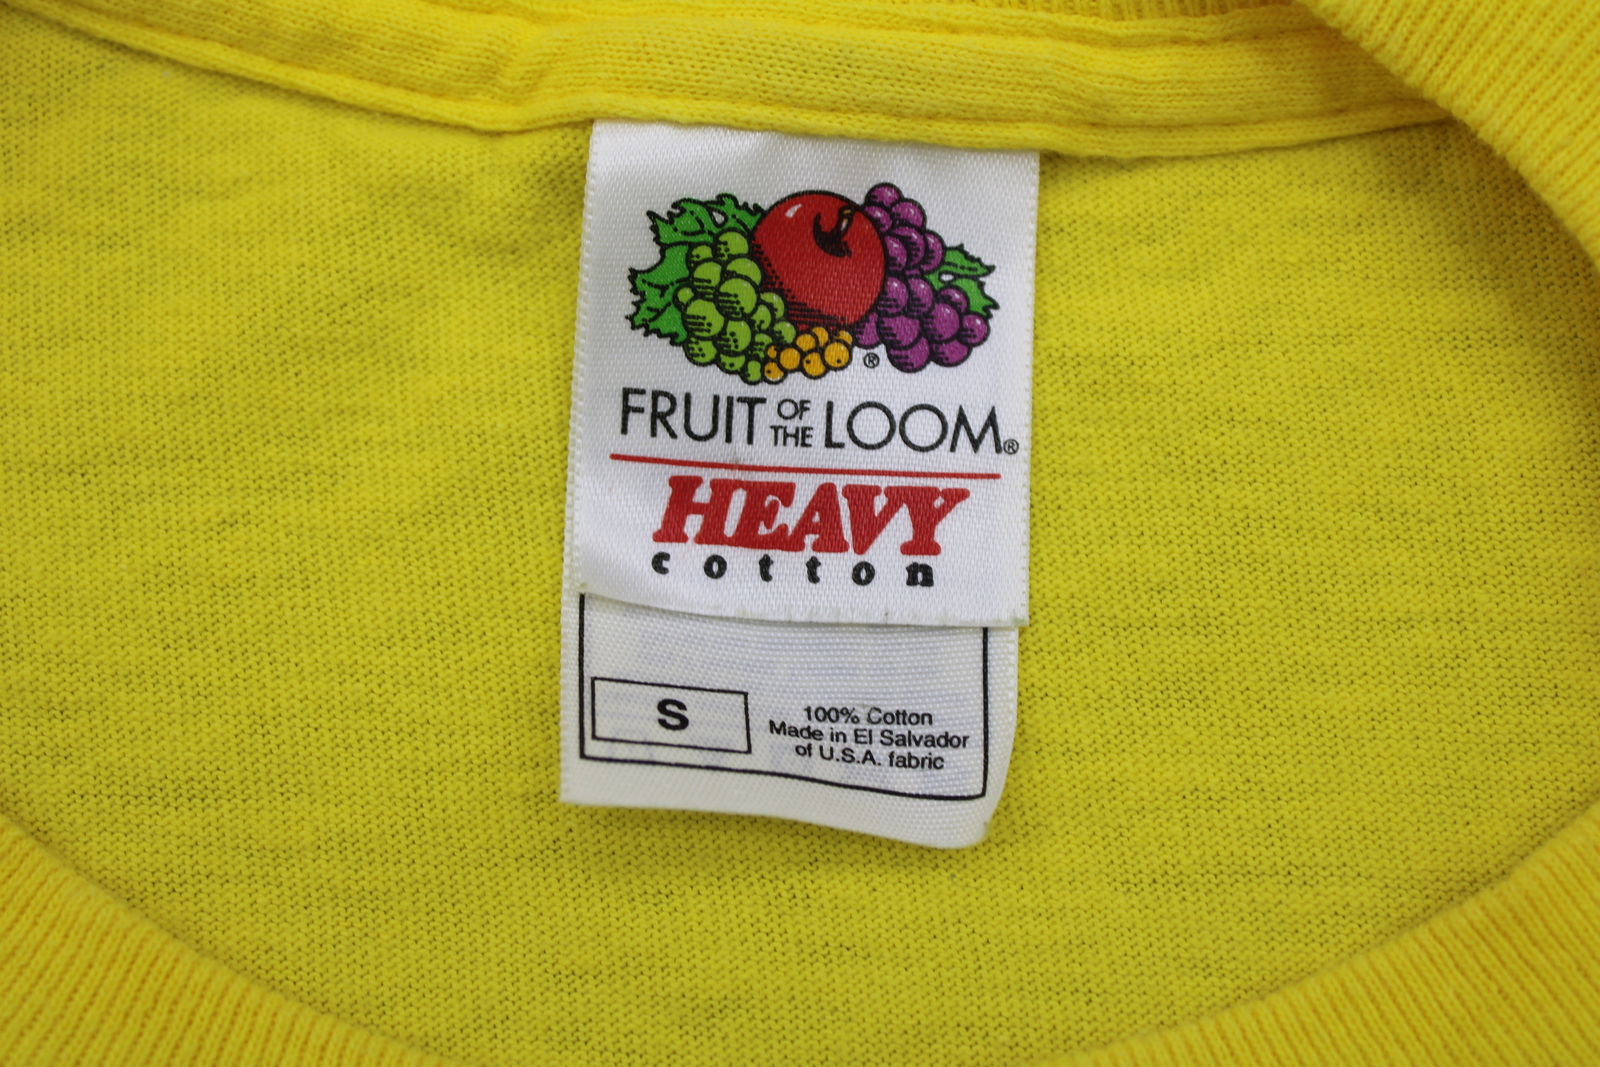 ®
FRUIT OF THE LOOM®
HEAVY
cotton
S
100% Cotton
Made in El Salvador
of U.S.A. fabric